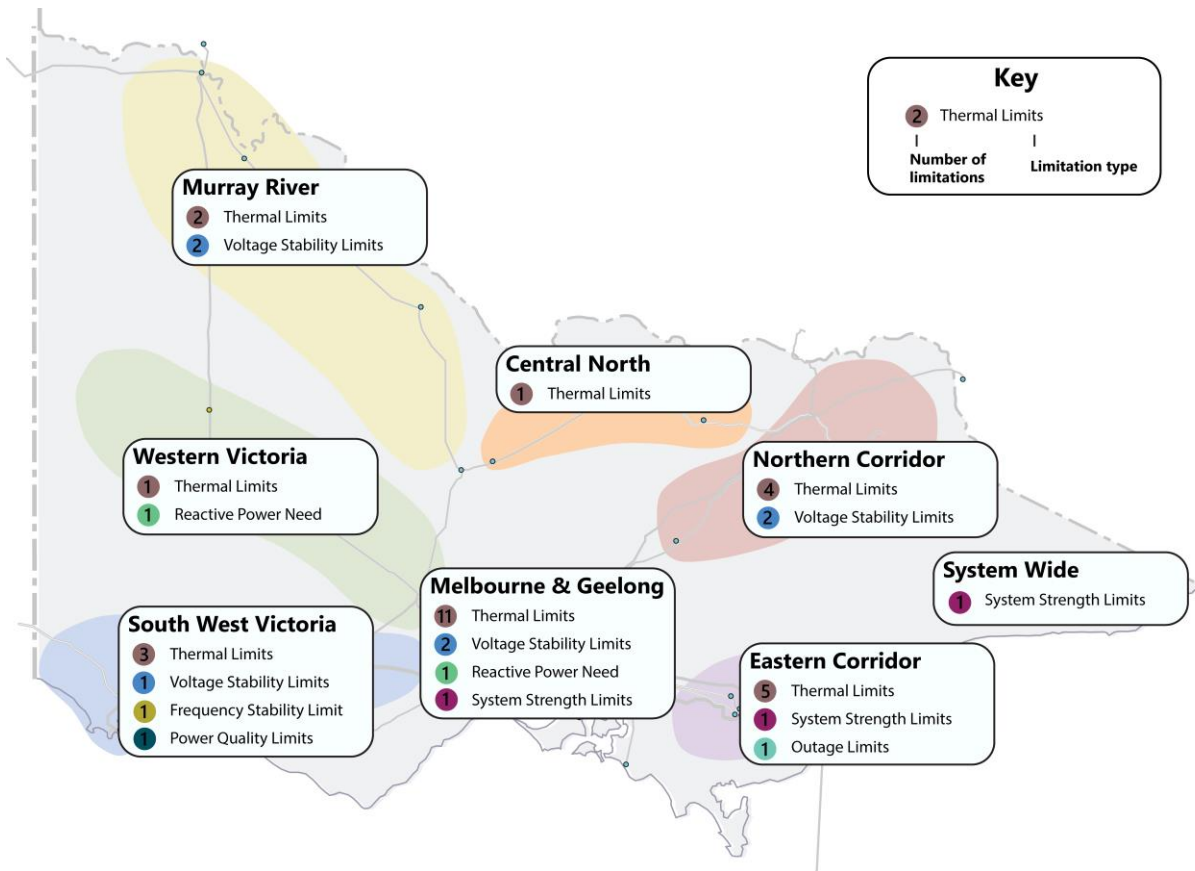 Key
2 Thermal Limits
Number of
limitations
Limitation type
Murray River
2 Thermal Limits
2 Voltage Stability Limits
Central North
1 Thermal Limits
Western Victoria
1 Thermal Limits
1 Reactive Power Need
Northern Corridor
4 Thermal Limits
2 Voltage Stability Limits
System Wide
1 System Strength Limits
Melbourne & Geelong
11 Thermal Limits
2 Voltage Stability Limits
1 Reactive Power Need
1 System Strength Limits
South West Victoria
3 Thermal Limits
1 Voltage Stability Limits
1 Frequency Stability Limit
1 Power Quality Limits
Eastern Corridor
5 Thermal Limits
1 System Strength Limits
1 Outage Limits